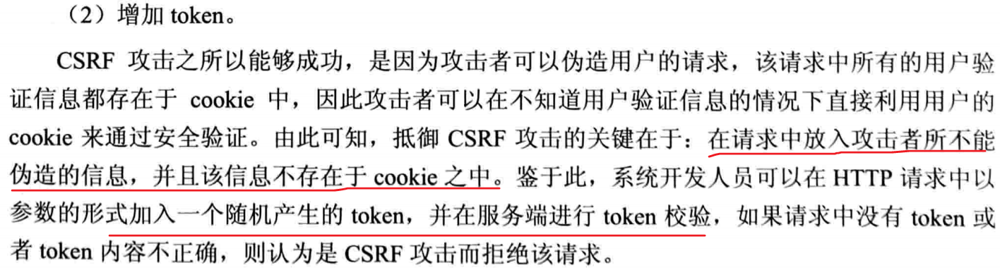 （2）增加 token。
CSRF 攻击之所以能够成功，是因为攻击者可以伪造用户的请求，该请求中所有的用户验
证信息都存在于 cookie 中，因此攻击者可以在不知道用户验证信息的情况下直接利用用户的
cookie 来通过安全验证。由此可知，抵御 CSRF 攻击的关键在于：在请求中放入攻击者所不能
伪造的信息，并且该信息不存在于 cookie 之中。鉴于此，系统开发人员可以在 HTTP 请求中以
参数的形式加入一个随机产生的 token，并在服务端进行 token 校验，如果请求中没有 token 或
者 token 内容不正确，则认为是 CSRF 攻击而拒绝该请求。